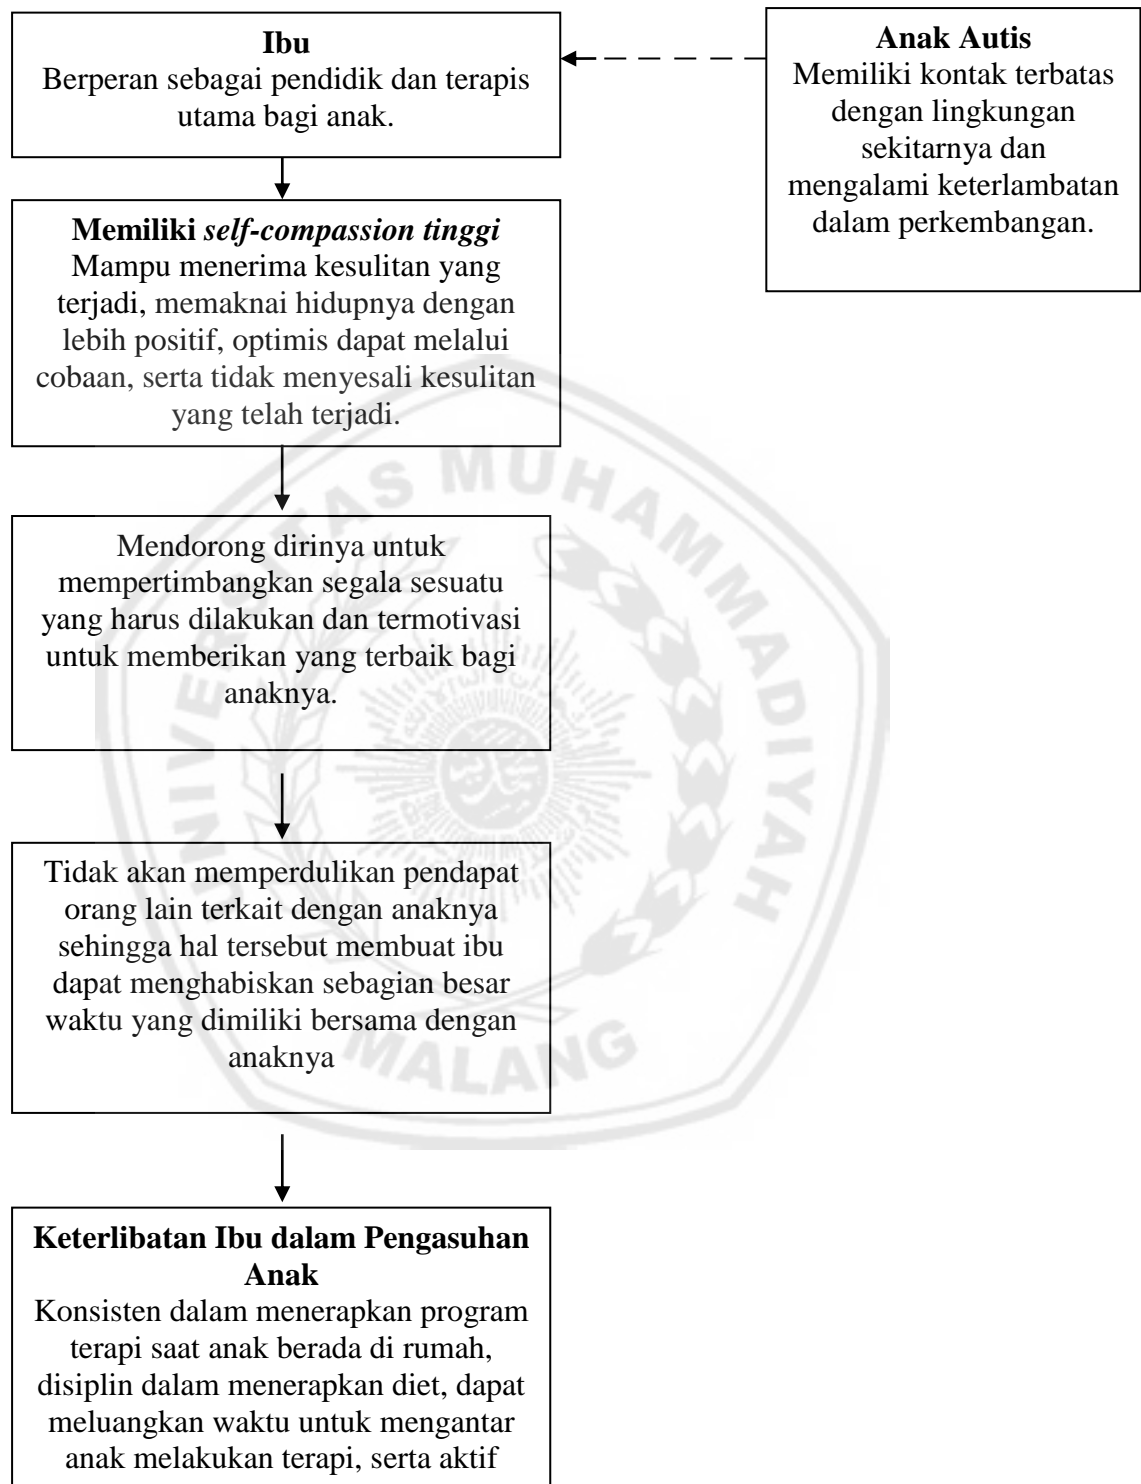 Ibu
Berperan sebagai pendidik dan terapis
utama bagi anak.
Anak Autis
Memiliki kontak terbatas
dengan lingkungan
sekitarnya dan
mengalami keterlambatan
dalam perkembangan.
Memiliki self-compassion tinggi
Mampu menerima kesulitan yang
terjadi, memaknai hidupnya dengan
lebih positif, optimis dapat melalui
cobaan, serta tidak menyesali kesulitan
yang telah terjadi.
Mendorong dirinya untuk
mempertimbangkan segala sesuatu
yang harus dilakukan dan termotivasi
untuk memberikan yang terbaik bagi
anaknya.
Tidak akan memperdulikan pendapat
orang lain terkait dengan anaknya
sehingga hal tersebut membuat ibu
dapat menghabiskan sebagian besar
waktu yang dimiliki bersama dengan
anaknya
Keterlibatan Ibu dalam Pengasuhan
Anak
Konsisten dalam menerapkan program
terapi saat anak berada di rumah,
disiplin dalam menerapkan diet, dapat
meluangkan waktu untuk mengantar
anak melakukan terapi, serta aktif
UNIVERSITAS MUHAMMADIYAH
MALANG